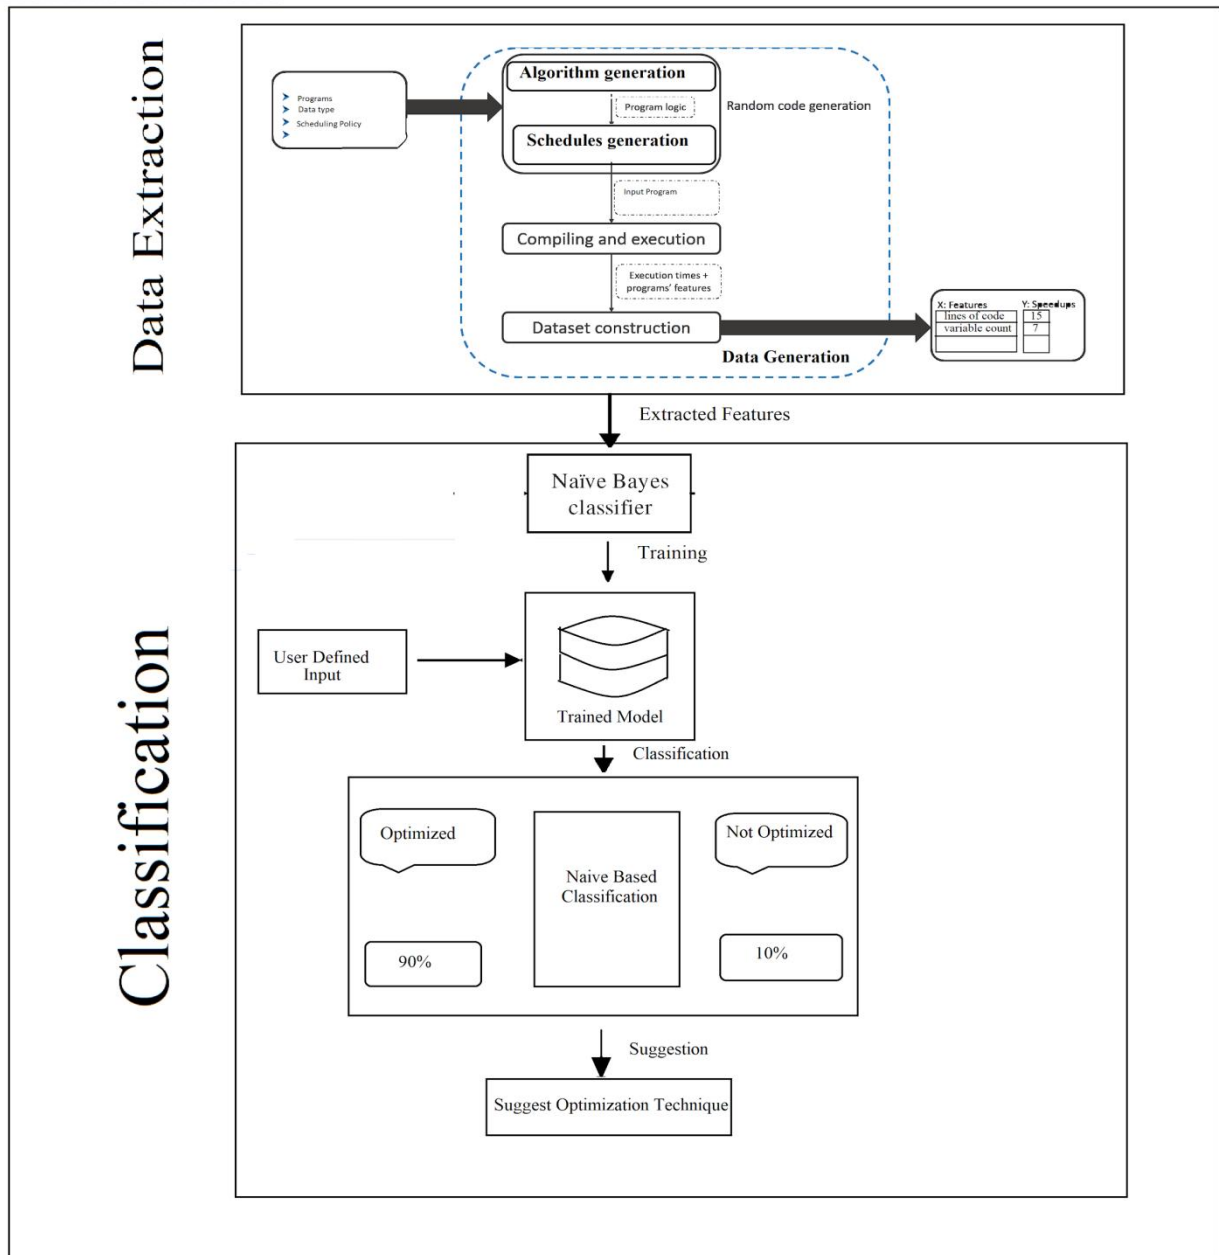 Data Extraction
Programs
Data type
Scheduling Policy
Algorithm generation
Program logic
Random code generation
Schedules generation
Input Program
Compiling and execution
Execution times +
programs' features
Dataset construction
Data Generation
X: Features Y: Speedups
lines of code 15
variable count 7
Extracted Features
Classification
Naïve Bayes
classifier
Training
User Defined
Input
Trained Model
Classification
Optimized
Naive Based
Classification
Not Optimized
90%
10%
Suggestion
Suggest Optimization Technique